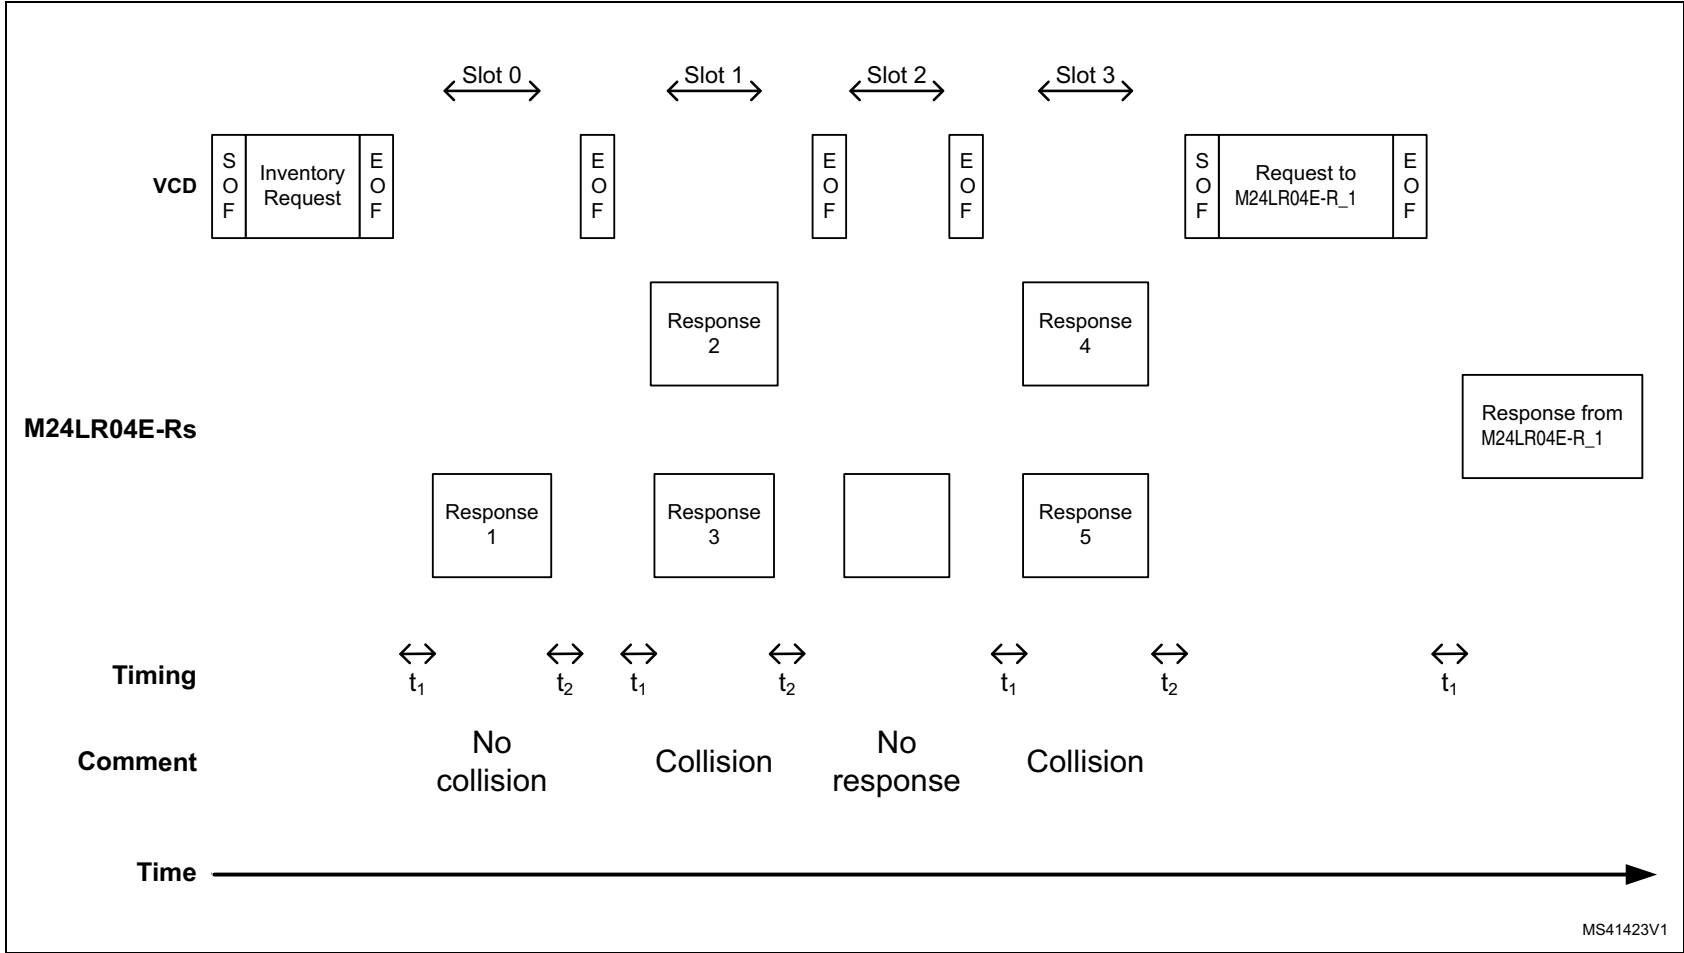 Slot 0
Slot 1
Slot 2
Slot 3
VCD
S
O
F
Inventory
Request
E
O
F
E
O
F
E
O
F
E
O
F
S
O
F
Request to
M24LR04E-R_1
E
O
F
Response
2
Response
4
M24LR04E-Rs
Response from
M24LR04E-R_1
Response
1
Response
3
Response
5
Timing
t1
t2
t1
t2
t1
t2
t1
Comment
No
collision
Collision
No
response
Collision
Time
MS41423V1